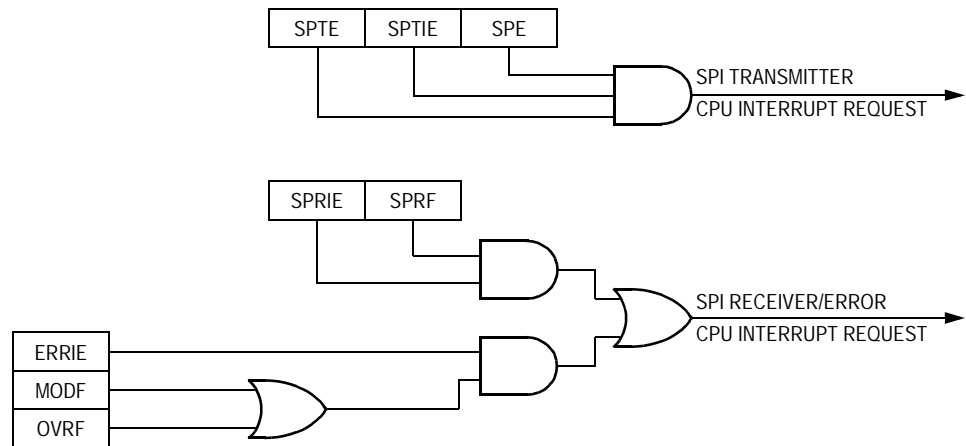 SPTE SPTIE SPE
SPI TRANSMITTER
CPU INTERRUPT REQUEST
SPRIE SPRF
SPI RECEIVER/ERROR
CPU INTERRUPT REQUEST
ERRIE
MODF
OVRF